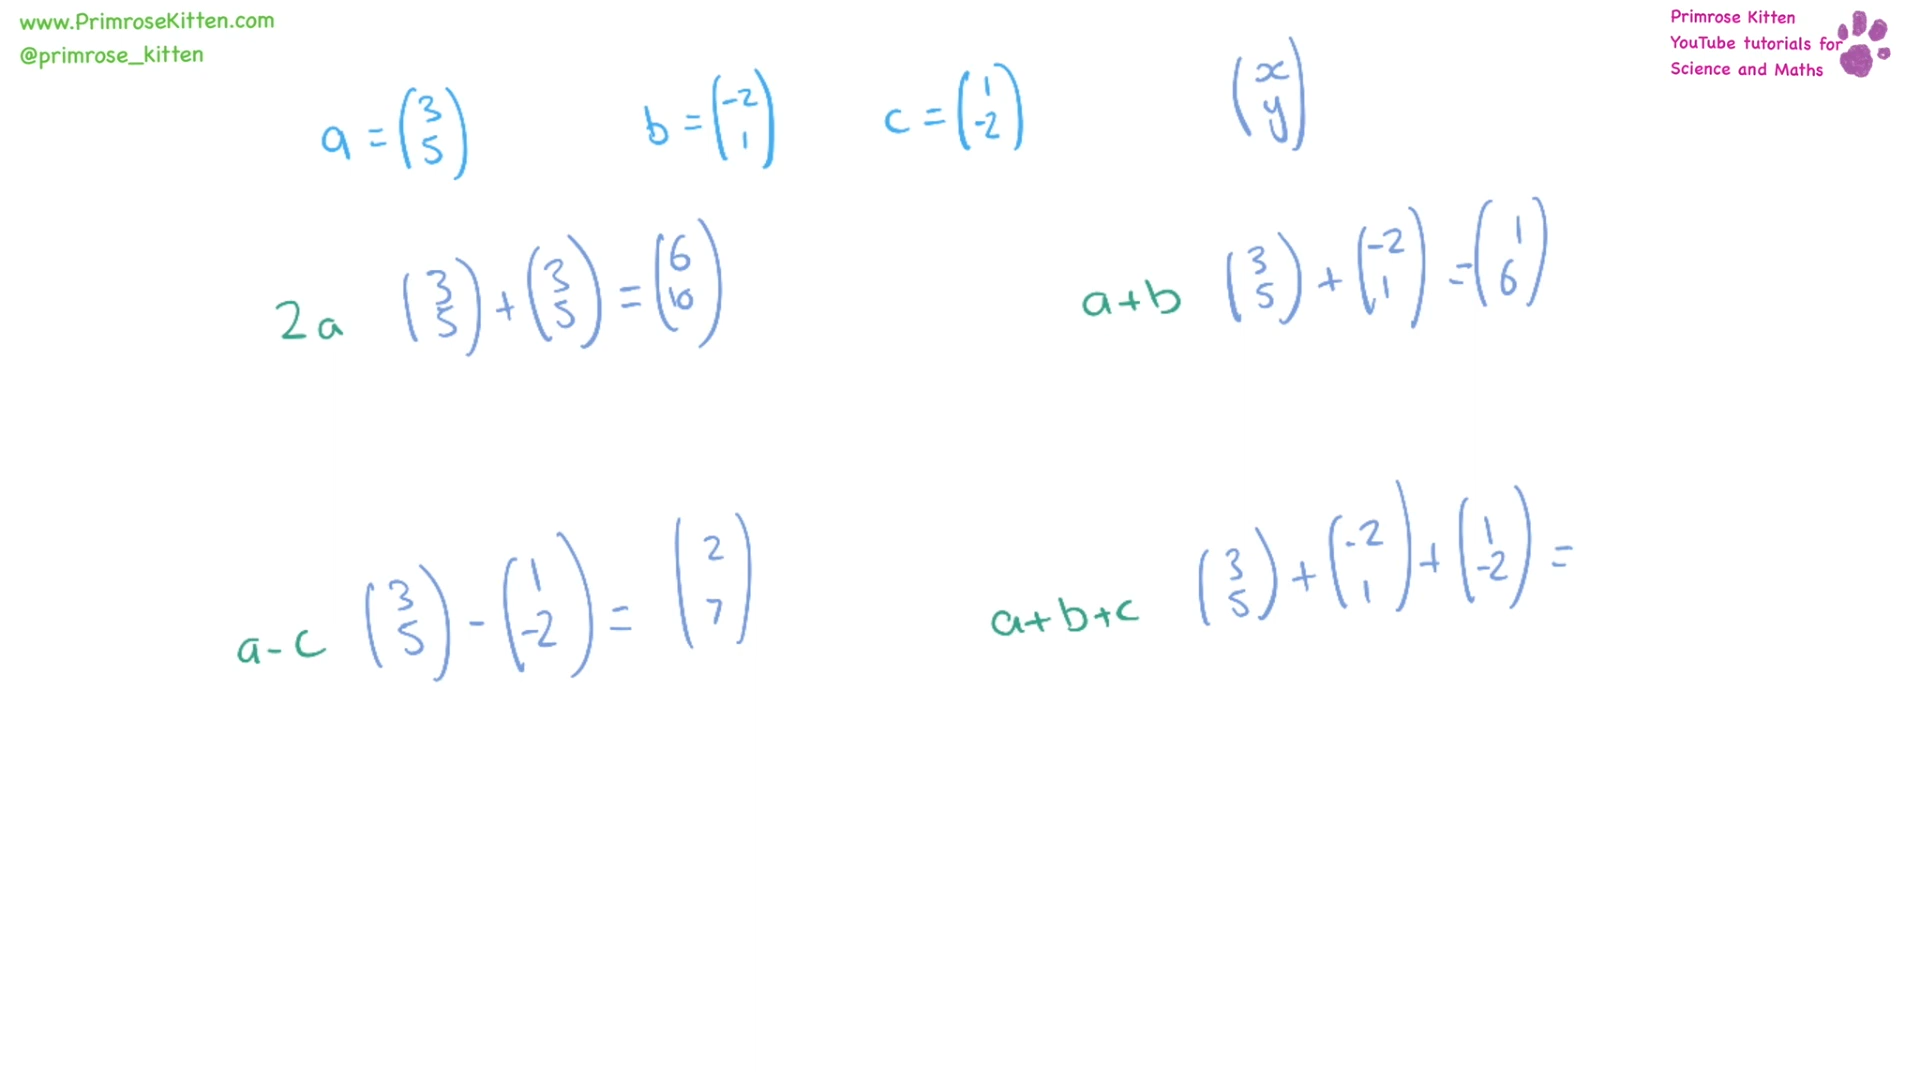 www.PrimroseKitten.com
@primrose_kitten
Primrose Kitten
YouTube tutorials for
Science and Maths
a = (3 5) b = (-2 1) c = (1 -2) (x y)
2a (3 5) + (3 5) = (6 10)
a+b (3 5) + (-2 1) = (1 6)
a-c (3 5) - (1 -2) = (2 7)
a+b+c (3 5) + (-2 1) + (1 -2) =